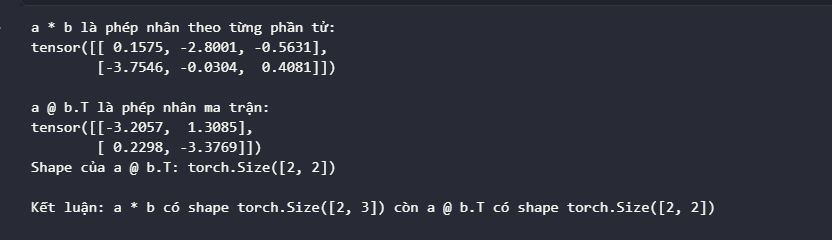 a * b là phép nhân theo từng phần tử:
tensor([[ 0.1575, -2.8001, -0.5631],
        [-3.7546, -0.0304,  0.4081]])

a @ b.T là phép nhân ma trận:
tensor([[-3.2057,  1.3085],
        [ 0.2298, -3.3769]])
Shape của a @ b.T: torch.Size([2, 2])

Kết luận: a * b có shape torch.Size([2, 3]) còn a @ b.T có shape torch.Size([2, 2])